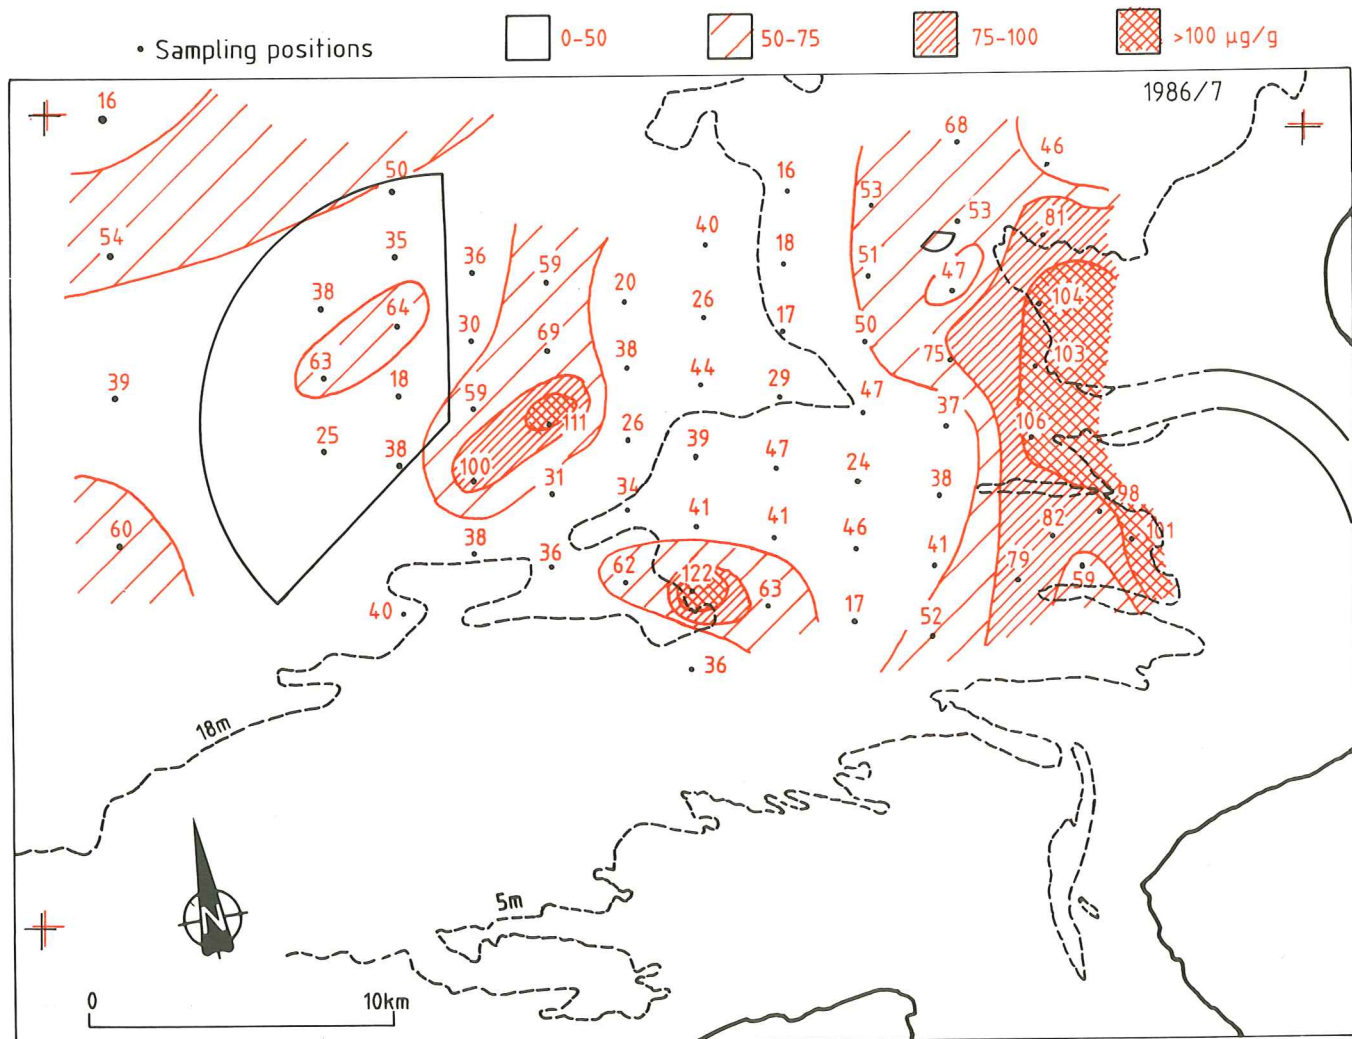 Sampling positions 0-50 50-75 75-100 >100 µg/g
1986/7
16
68
46
50 16 53
54 40 53 81
35 36 59 18 51
38 64 20 26 47 104
30 69 17 50
63 38 44 75 103
39 18 59 29 47
25 38 111 26 39 47 37 106
100 31 24 38
34 98
60 38 36 41 41 46 41 82 101
62 122 63 79 59
40 17 52
36
18m
5m
N
0 10km